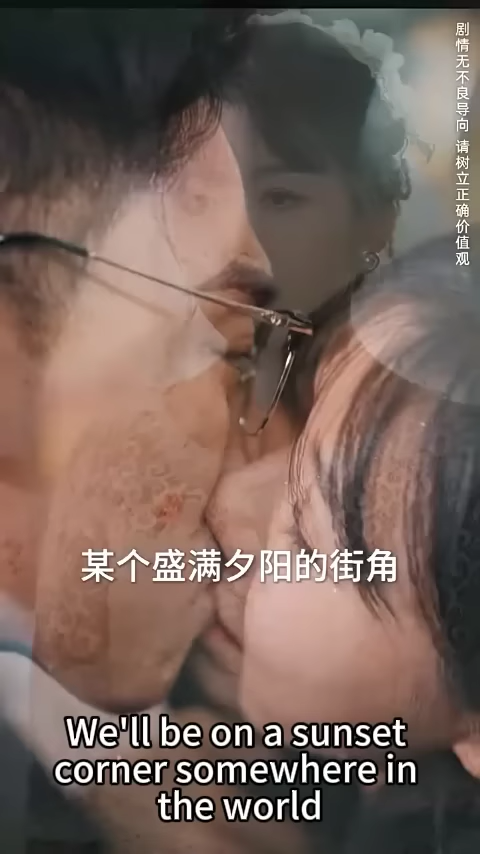 剧情无不良导向 请树立正确价值观
某个盛满夕阳的街角
We'll be on a sunset
corner somewhere in
the world